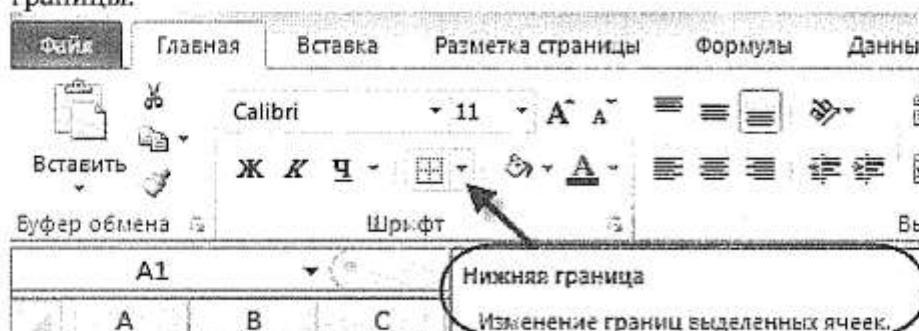 границы.
Файл Главная Вставка Разметка страницы Формулы Данны
Calibri 11 А А
Вставить
Ж К Ч А
Буфер обмена Шрифт
A1
Нижняя граница
A B C
Изменение границ выделенных ячеек.